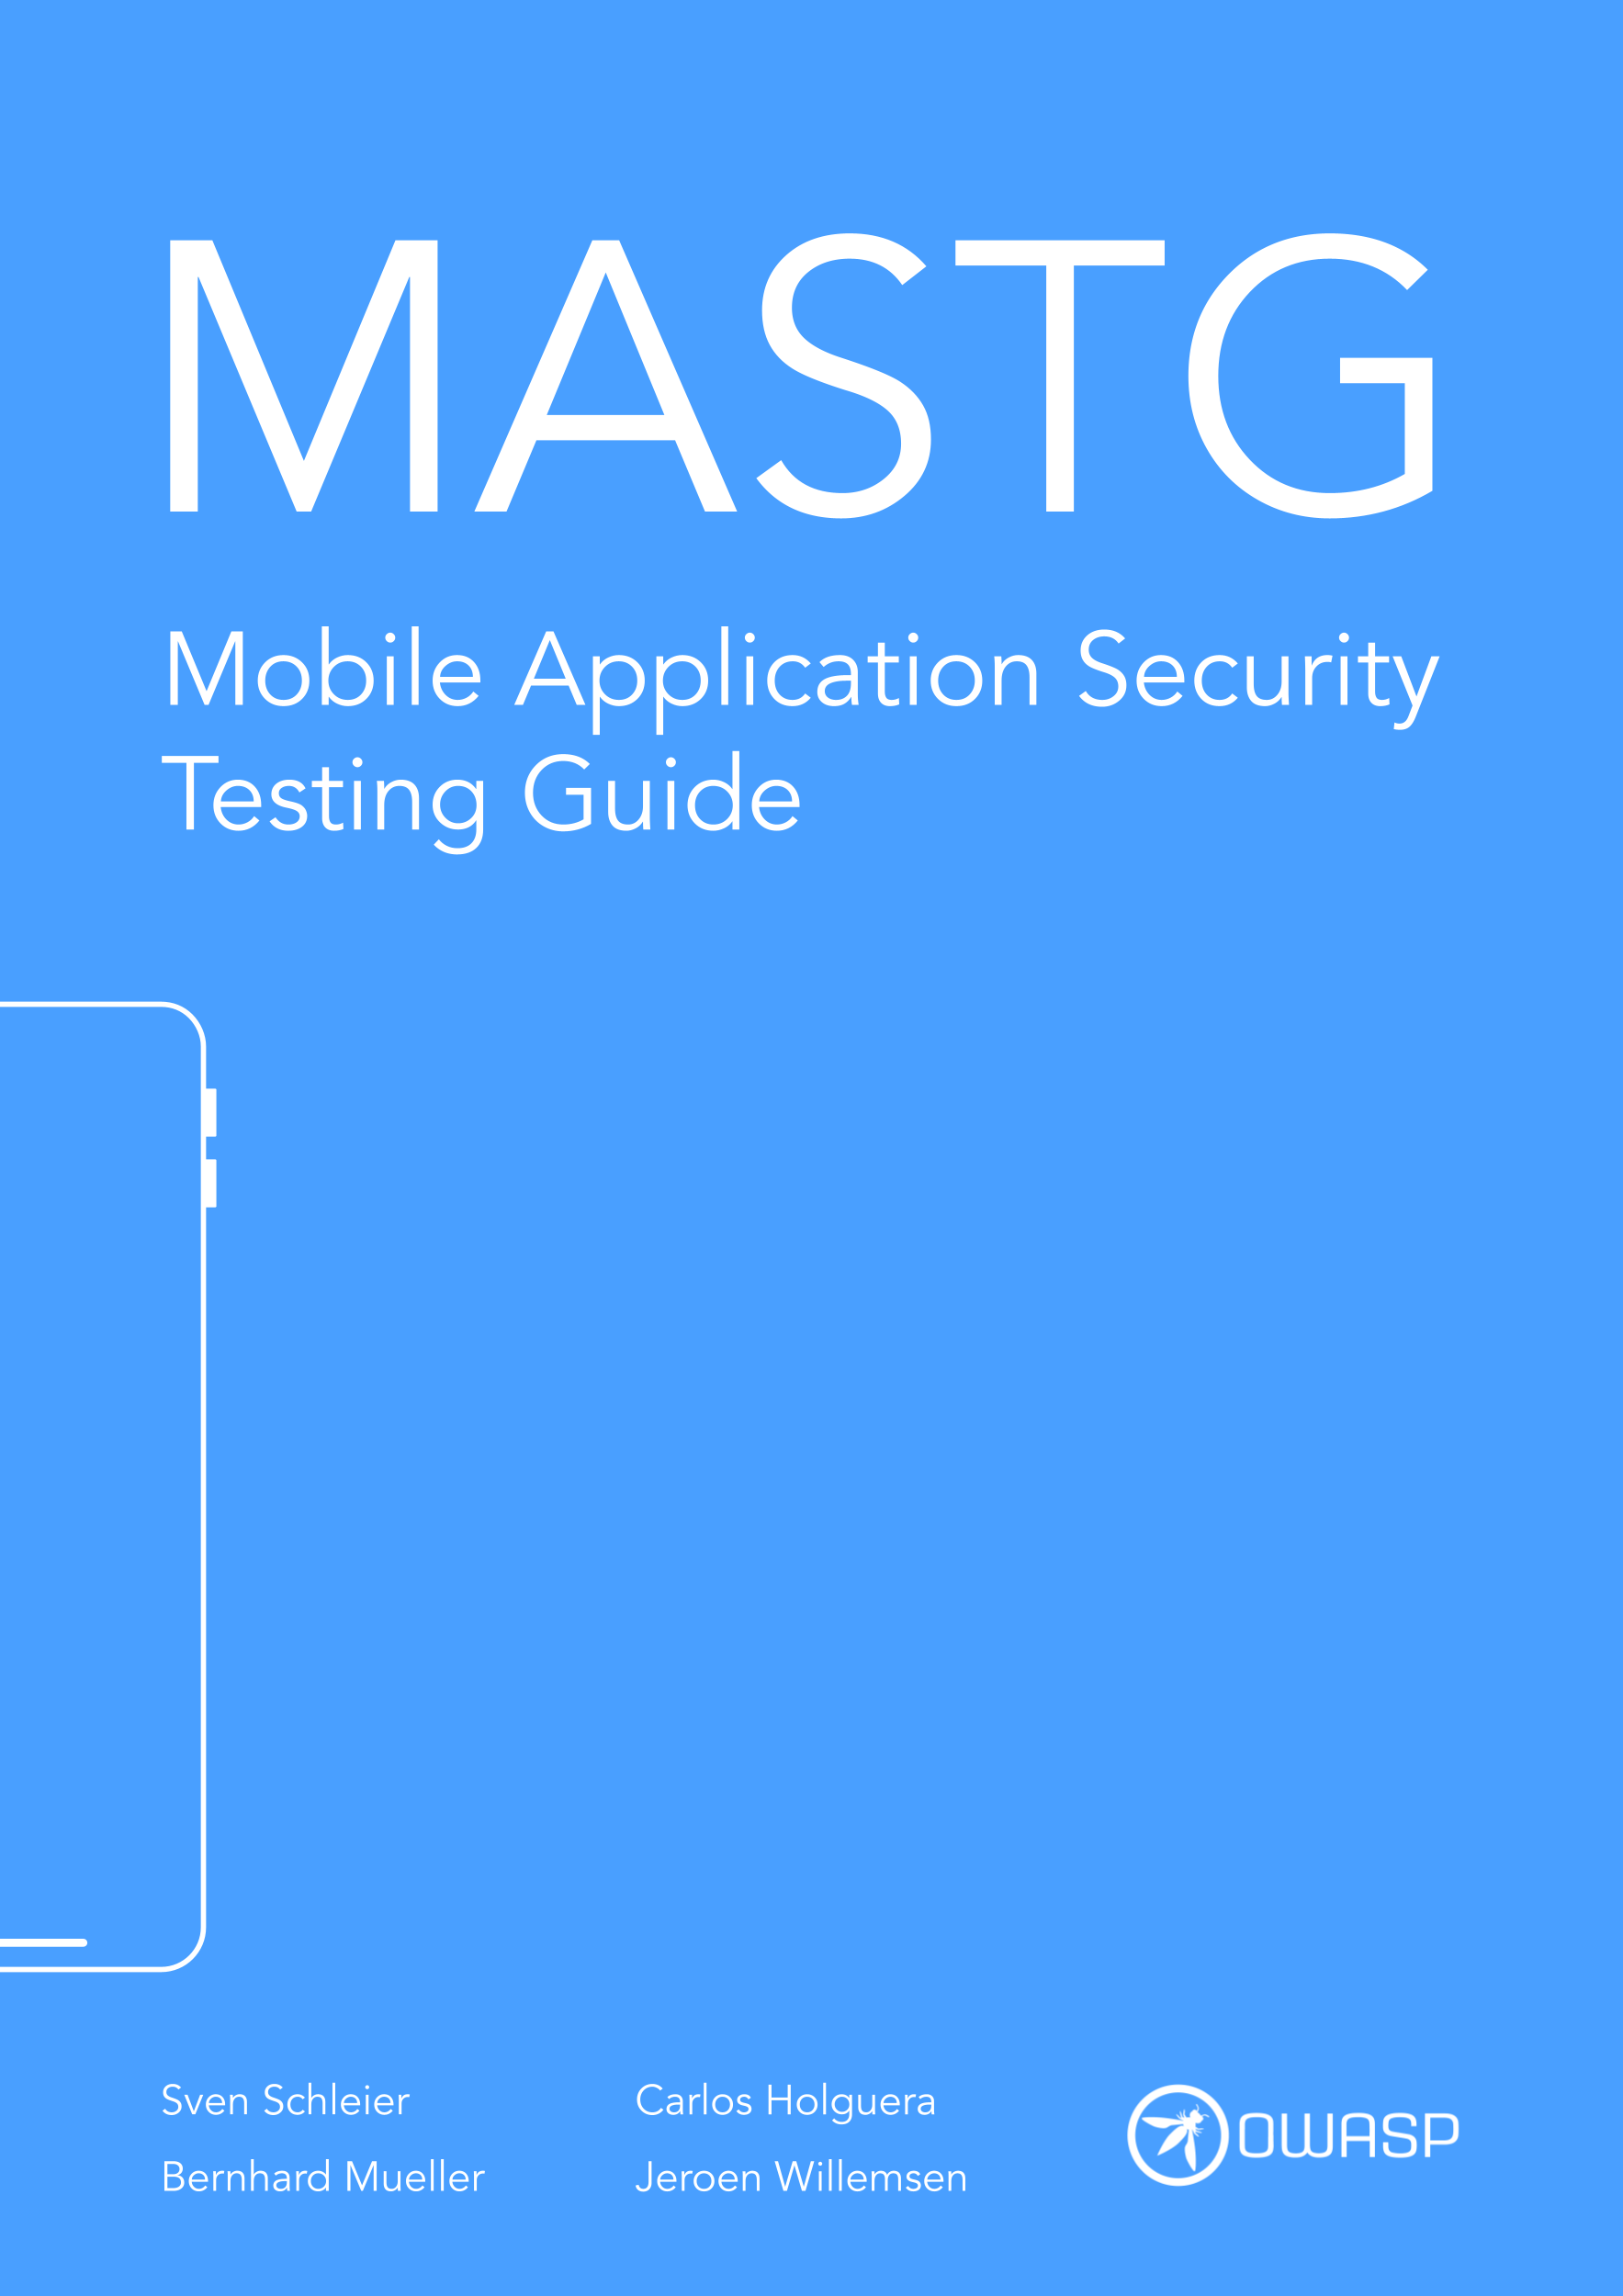 MASTG
Mobile Application Security
Testing Guide
Sven Schleier
Bernhard Mueller
Carlos Holguera
Jeroen Willemsen
OWASP